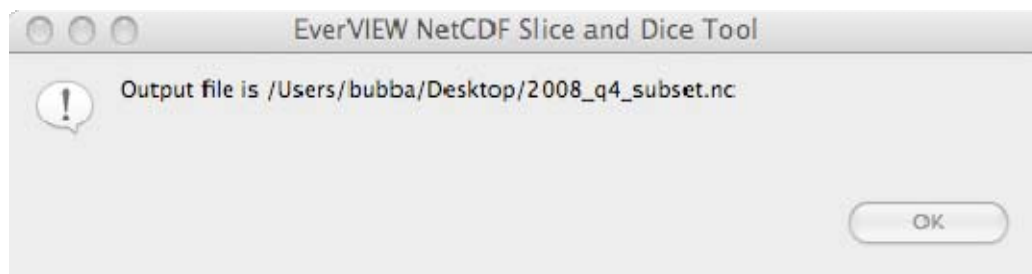 EverVIEW NetCDF Slice and Dice Tool
Output file is /Users/bubba/Desktop/2008_q4_subset.nc
OK